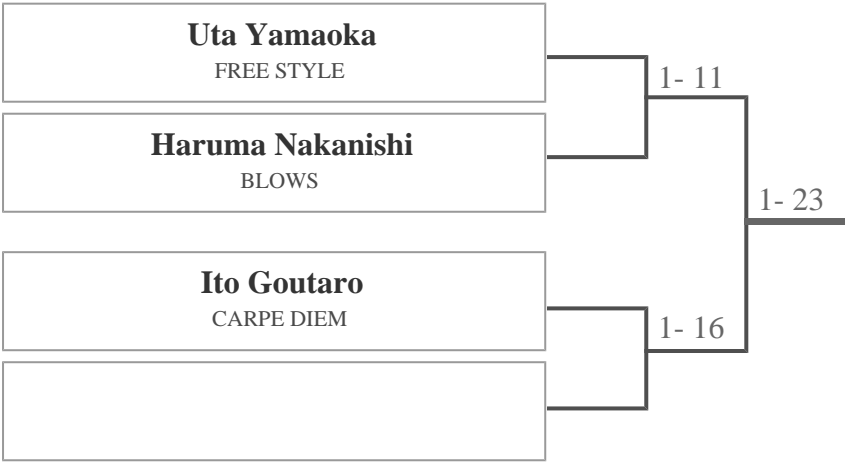 Uta Yamaoka
FREE STYLE
1- 11
Haruma Nakanishi
BLOWS
1- 23
Ito Goutaro
CARPE DIEM
1- 16